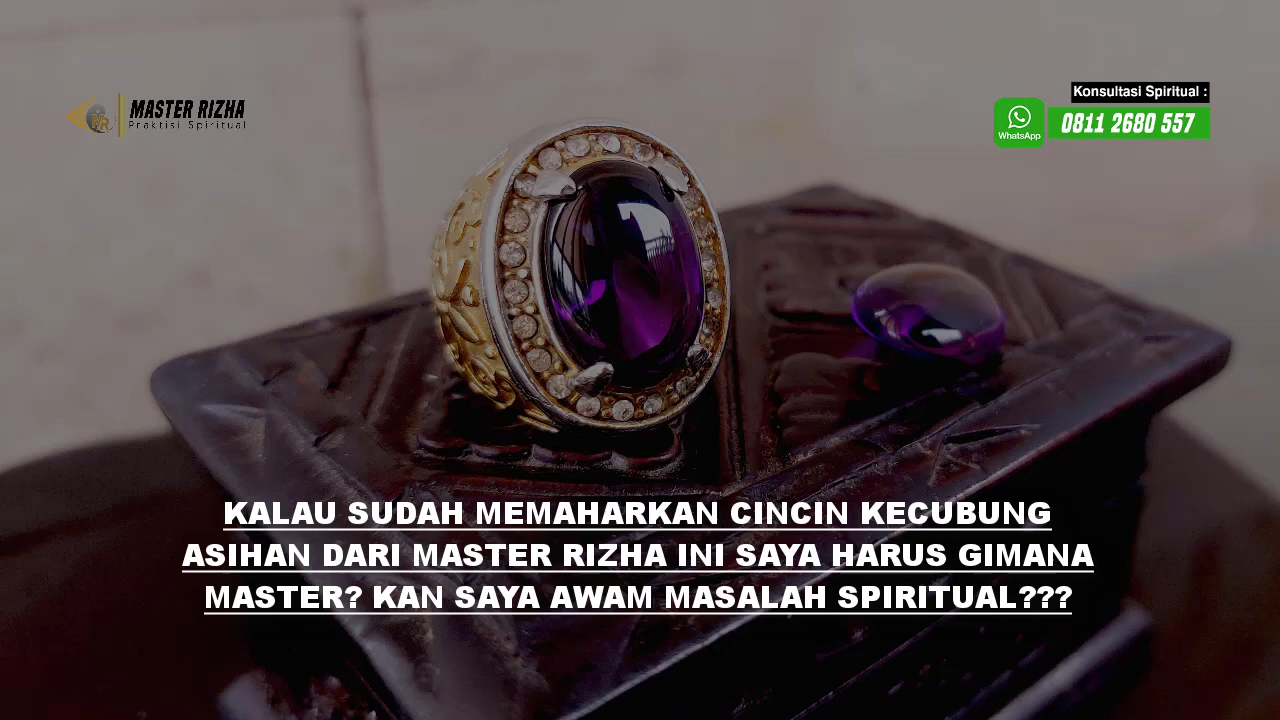 MASTER RIZHA
Praktisi Spiritual
Konsultasi Spiritual :
WhatsApp
0811 2680 557
KALAU SUDAH MEMAHARKAN CINCIN KECUBUNG
ASIHAN DARI MASTER RIZHA INI SAYA HARUS GIMANA
MASTER? KAN SAYA AWAM MASALAH SPIRITUAL???